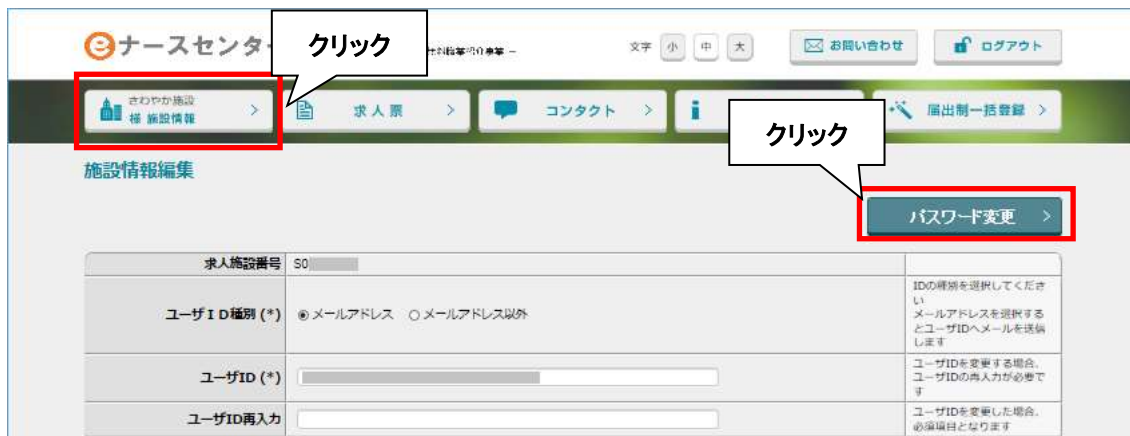 eナースセンター
クリック
文字 小 中 大
お問い合わせ
ログアウト
さわやか施設
様 施設情報
求人票
コンタクト
i
届出制一括登録
クリック
施設情報編集
パスワード変更
求人施設番号 S0
IDの種別を選択してくださ
い
メールアドレスを選択する
とユーザIDへメールを送信
します
ユーザID種別 (*) メールアドレス メールアドレス以外
ユーザIDを変更する場合、
ユーザIDの再入力が必要で
す
ユーザID (*)
ユーザID再入力
ユーザIDを変更した場合、
必須項目となります